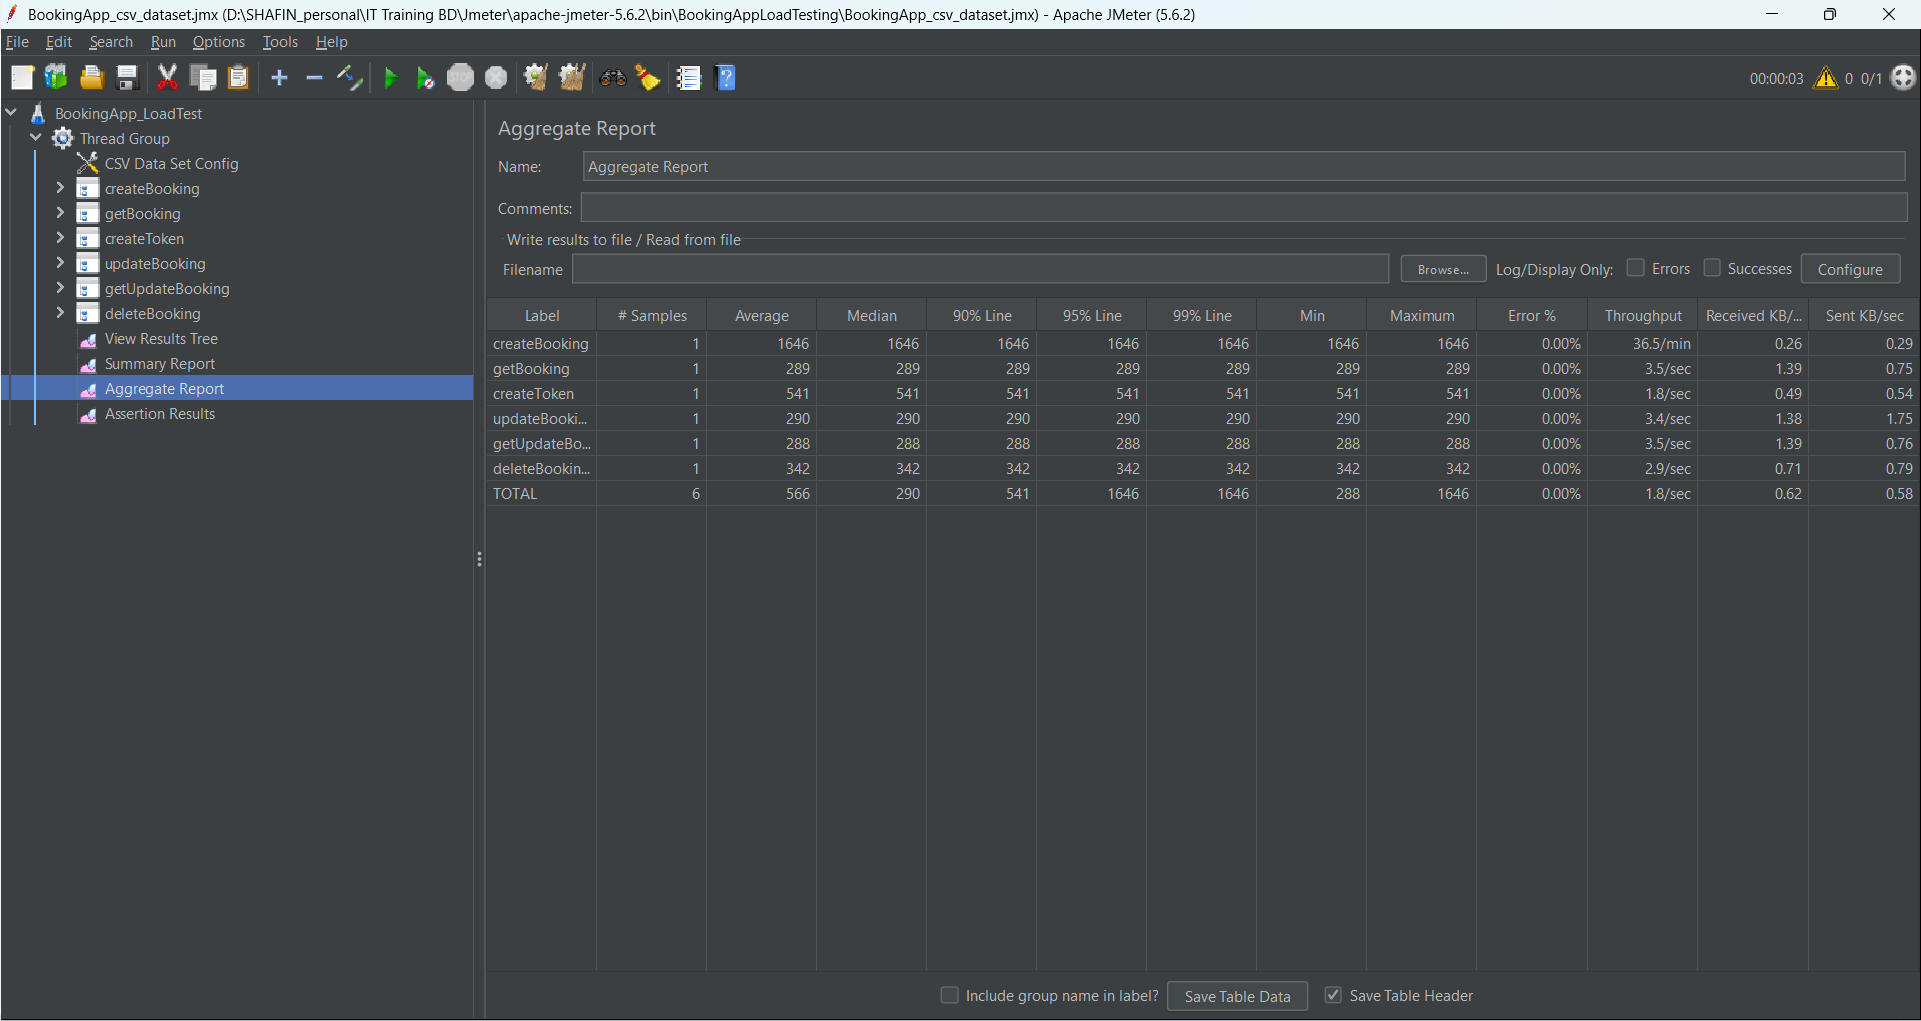 BookingApp_csv_dataset.jmx (D:\SHAFIN_personal\IT Training BD\Jmeter\apache-jmeter-5.6.2\bin\BookingAppLoadTesting\BookingApp_csv_dataset.jmx) - Apache JMeter (5.6.2)
File Edit Search Run Options Tools Help
STOP 00:00:03 0 0/1
BookingApp_LoadTest
Thread Group
CSV Data Set Config
createBooking
getBooking
createToken
updateBooking
getUpdateBooking
deleteBooking
View Results Tree
Summary Report
Aggregate Report
Assertion Results
Aggregate Report
Name: Aggregate Report
Comments:
Write results to file / Read from file
Filename Browse... Log/Display Only: Errors Successes Configure
Label # Samples Average Median 90% Line 95% Line 99% Line Min Maximum Error % Throughput Received KB/... Sent KB/sec
createBooking 1 1646 1646 1646 1646 1646 1646 1646 0.00% 36.5/min 0.26 0.29
getBooking 1 289 289 289 289 289 289 289 0.00% 3.5/sec 1.39 0.75
createToken 1 541 541 541 541 541 541 541 0.00% 1.8/sec 0.49 0.54
updateBooki... 1 290 290 290 290 290 290 290 0.00% 3.4/sec 1.38 1.75
getUpdateBo... 1 288 288 288 288 288 288 288 0.00% 3.5/sec 1.39 0.76
deleteBookin... 1 342 342 342 342 342 342 342 0.00% 2.9/sec 0.71 0.79
TOTAL 6 566 290 541 1646 1646 288 1646 0.00% 1.8/sec 0.62 0.58
Include group name in label? Save Table Data Save Table Header